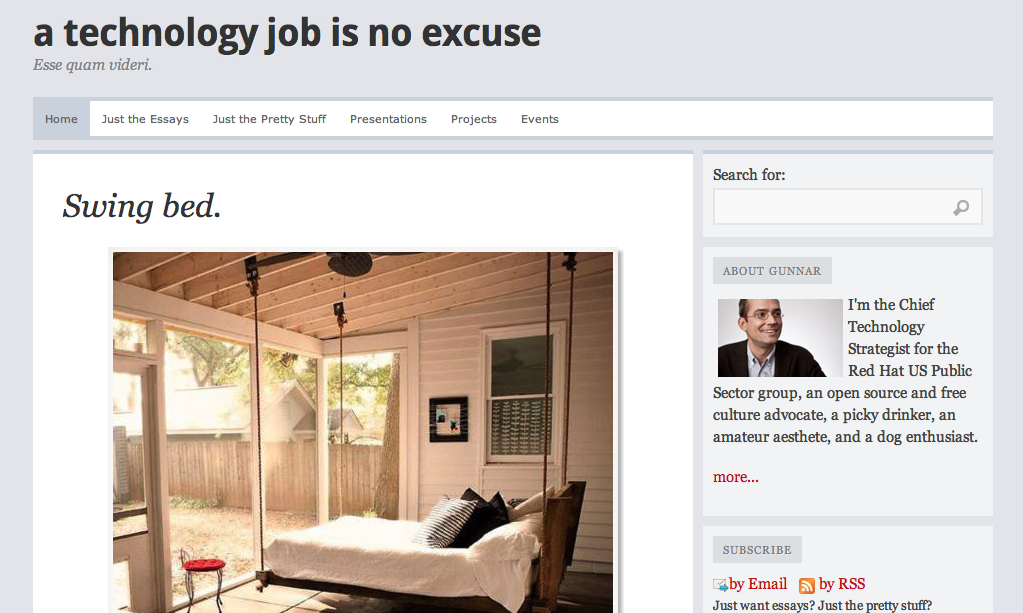 a technology job is no excuse
Esse quam videri.
Home
Just the Essays
Just the Pretty Stuff
Presentations
Projects
Events
Search for:
Swing bed.
ABOUT GUNNAR
I'm the Chief
Technology
Strategist for the
Red Hat US Public
Sector group, an open source and free
culture advocate, a picky drinker, an
amateur aesthete, and a dog enthusiast.
more...
SUBSCRIBE
by Email by RSS
Just want essays? Just the pretty stuff?